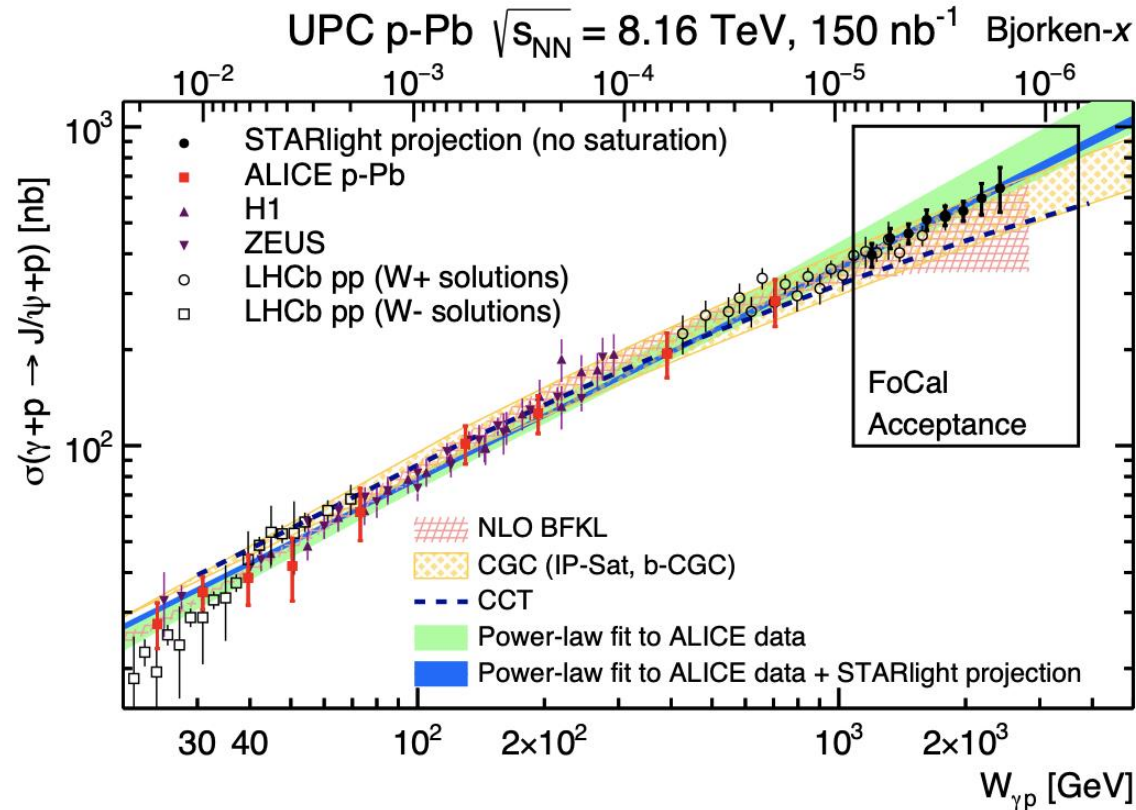 UPC p-Pb √s_NN = 8.16 TeV, 150 nb⁻¹ Bjorken-x
10⁻² 10⁻³ 10⁻⁴ 10⁻⁵ 10⁻⁶
10³
STARlight projection (no saturation)
ALICE p-Pb
H1
ZEUS
LHCb pp (W+ solutions)
LHCb pp (W- solutions)
σ(γ+p → J/ψ+p) [nb]
FoCal
Acceptance
10²
NLO BFKL
CGC (IP-Sat, b-CGC)
CCT
Power-law fit to ALICE data
Power-law fit to ALICE data + STARlight projection
30 40 10² 2×10² 10³ 2×10³
W_γp [GeV]